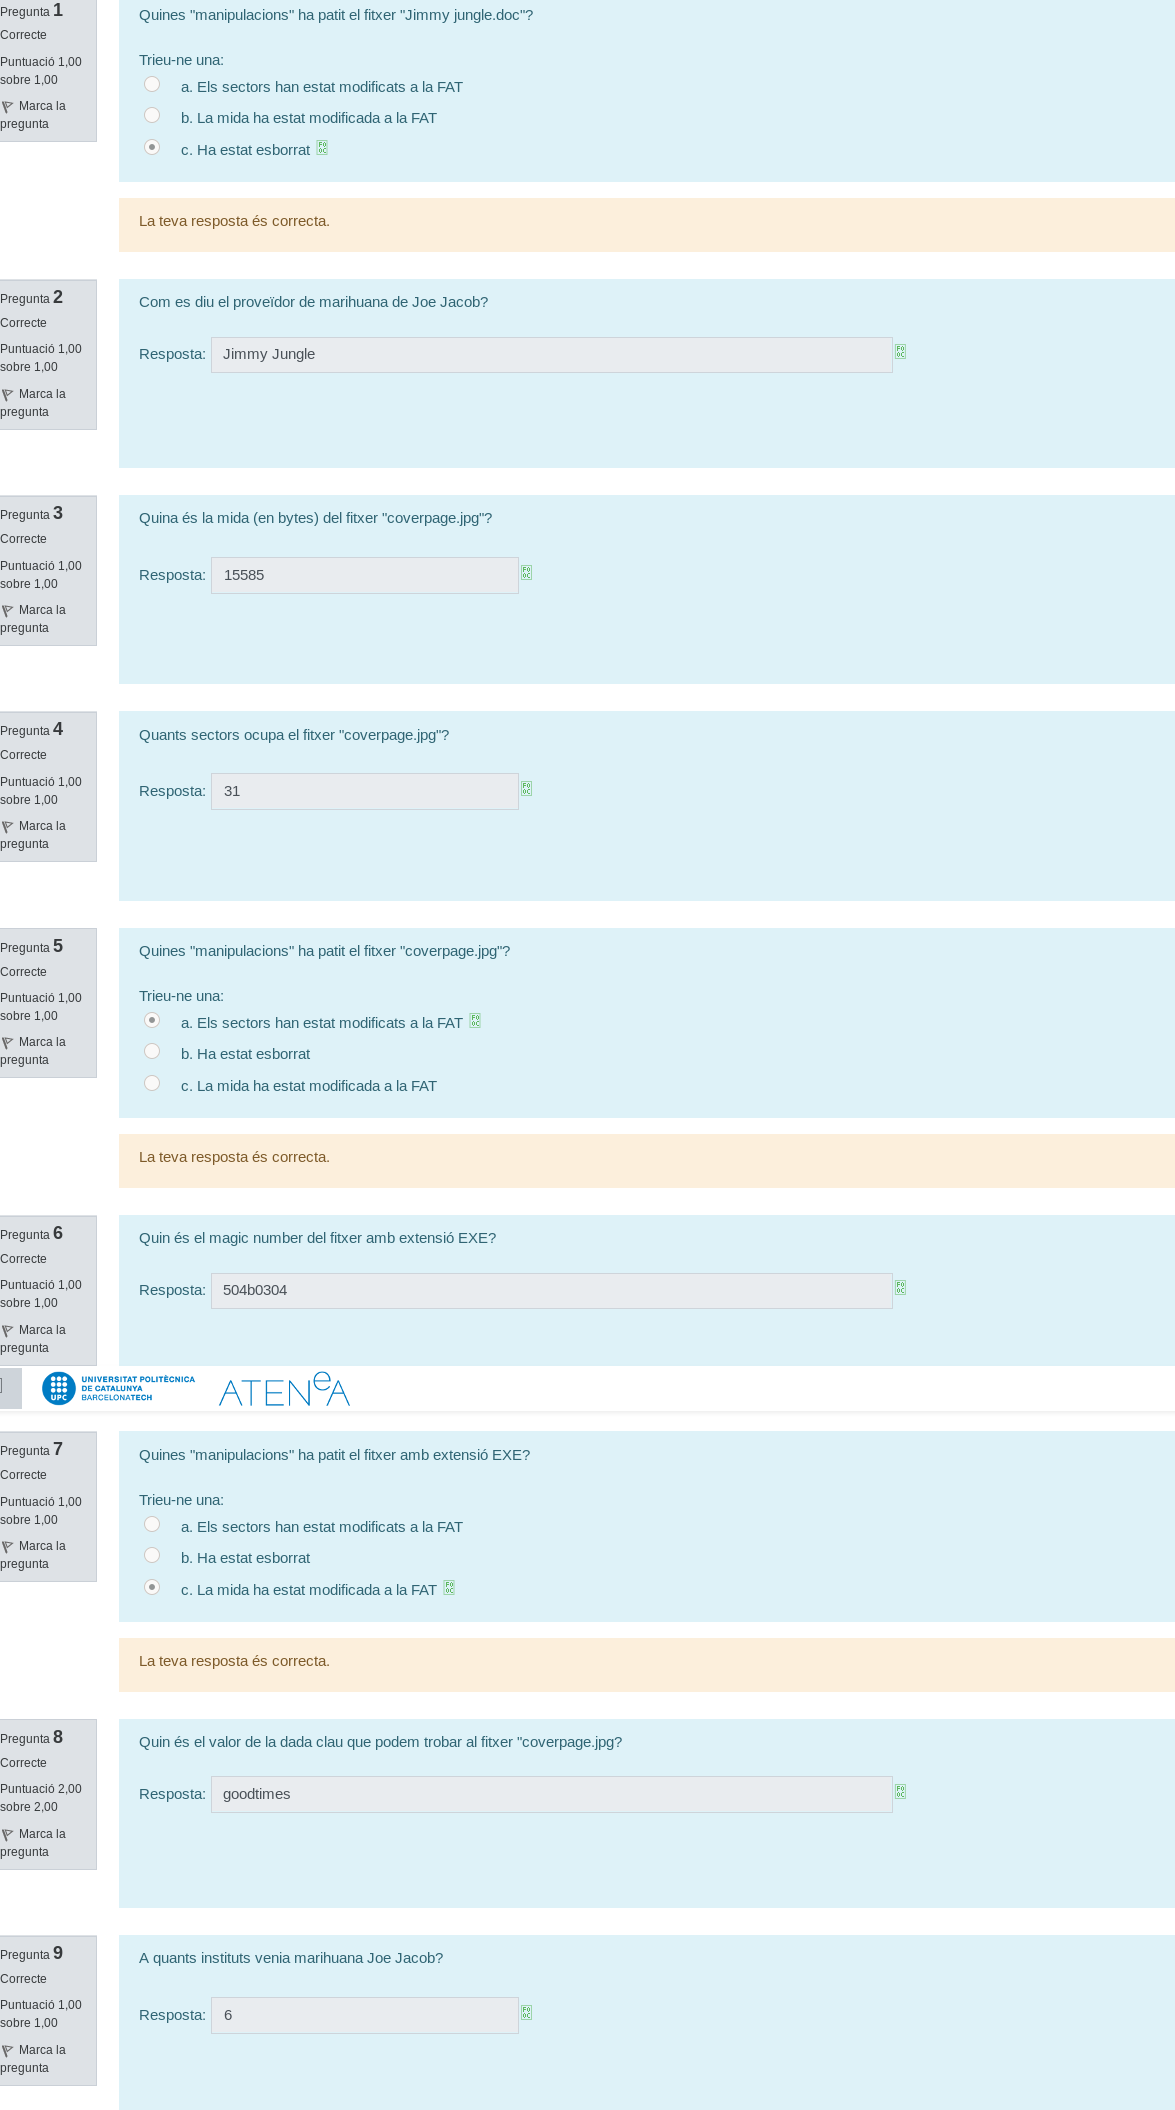 Pregunta 1
Correcte
Puntuació 1,00
sobre 1,00
Marca la
pregunta
Quines "manipulacions" ha patit el fitxer "Jimmy jungle.doc"?
Trieu-ne una:
a. Els sectors han estat modificats a la FAT
b. La mida ha estat modificada a la FAT
c. Ha estat esborrat
La teva resposta és correcta.
Pregunta 2
Correcte
Puntuació 1,00
sobre 1,00
Marca la
pregunta
Com es diu el proveïdor de marihuana de Joe Jacob?
Resposta: Jimmy Jungle
Pregunta 3
Correcte
Puntuació 1,00
sobre 1,00
Marca la
pregunta
Quina és la mida (en bytes) del fitxer "coverpage.jpg"?
Resposta: 15585
Pregunta 4
Correcte
Puntuació 1,00
sobre 1,00
Marca la
pregunta
Quants sectors ocupa el fitxer "coverpage.jpg"?
Resposta: 31
Pregunta 5
Correcte
Puntuació 1,00
sobre 1,00
Marca la
pregunta
Quines "manipulacions" ha patit el fitxer "coverpage.jpg"?
Trieu-ne una:
a. Els sectors han estat modificats a la FAT
b. Ha estat esborrat
c. La mida ha estat modificada a la FAT
La teva resposta és correcta.
Pregunta 6
Correcte
Puntuació 1,00
sobre 1,00
Marca la
pregunta
Quin és el magic number del fitxer amb extensió EXE?
Resposta: 504b0304
UPC
UNIVERSITAT POLITÈCNICA
DE CATALUNYA
BARCELONATECH
ATENeA
Pregunta 7
Correcte
Puntuació 1,00
sobre 1,00
Marca la
pregunta
Quines "manipulacions" ha patit el fitxer amb extensió EXE?
Trieu-ne una:
a. Els sectors han estat modificats a la FAT
b. Ha estat esborrat
c. La mida ha estat modificada a la FAT
La teva resposta és correcta.
Pregunta 8
Correcte
Puntuació 2,00
sobre 2,00
Marca la
pregunta
Quin és el valor de la dada clau que podem trobar al fitxer "coverpage.jpg?
Resposta: goodtimes
Pregunta 9
Correcte
Puntuació 1,00
sobre 1,00
Marca la
pregunta
A quants instituts venia marihuana Joe Jacob?
Resposta: 6